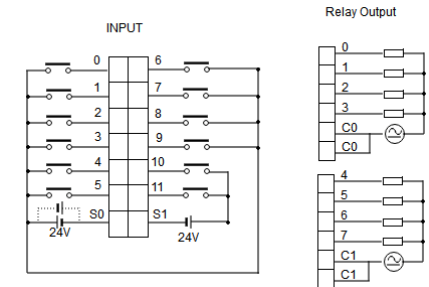 INPUT
0 6
1 7
2 8
3 9
4 10
5 11
S0 S1
24V 24V
Relay Output
0
1
2
3
C0
C0
4
5
6
7
C1
C1